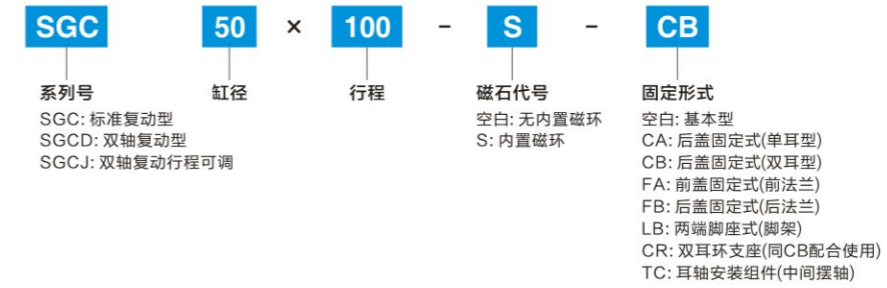 SGC 50 × 100 - S - CB
系列号 缸径 行程 磁石代号 固定形式
SGC: 标准复动型 空白: 无内置磁环 空白: 基本型
SGCD: 双轴复动型 S: 内置磁环 CA: 后盖固定式(单耳型)
SGCJ: 双轴复动行程可调 CB: 后盖固定式(双耳型)
FA: 前盖固定式(前法兰)
FB: 后盖固定式(后法兰)
LB: 两端脚座式(脚架)
CR: 双耳环支座(同CB配合使用)
TC: 耳轴安装组件(中间摆轴)